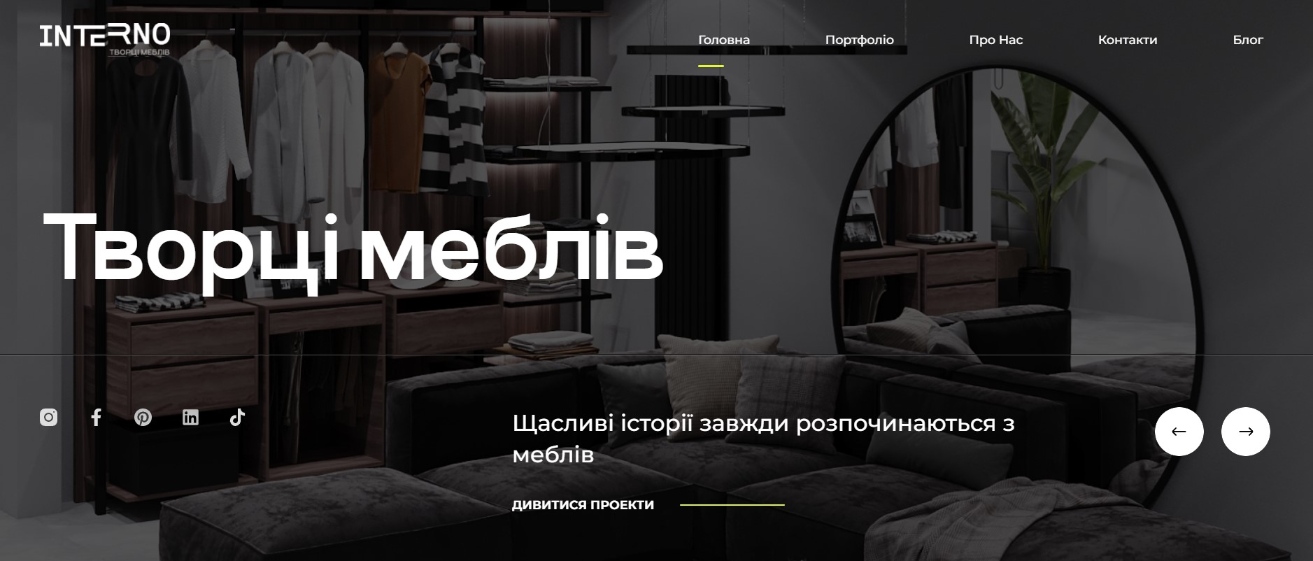 INTERNO
ТВОРЦІ МЕБЛІВ
Головна Портфоліо Про Нас Контакти Блог
Творці меблів
Щасливі історії завжди розпочинаються з
меблів
ДИВИТИСЯ ПРОЕКТИ